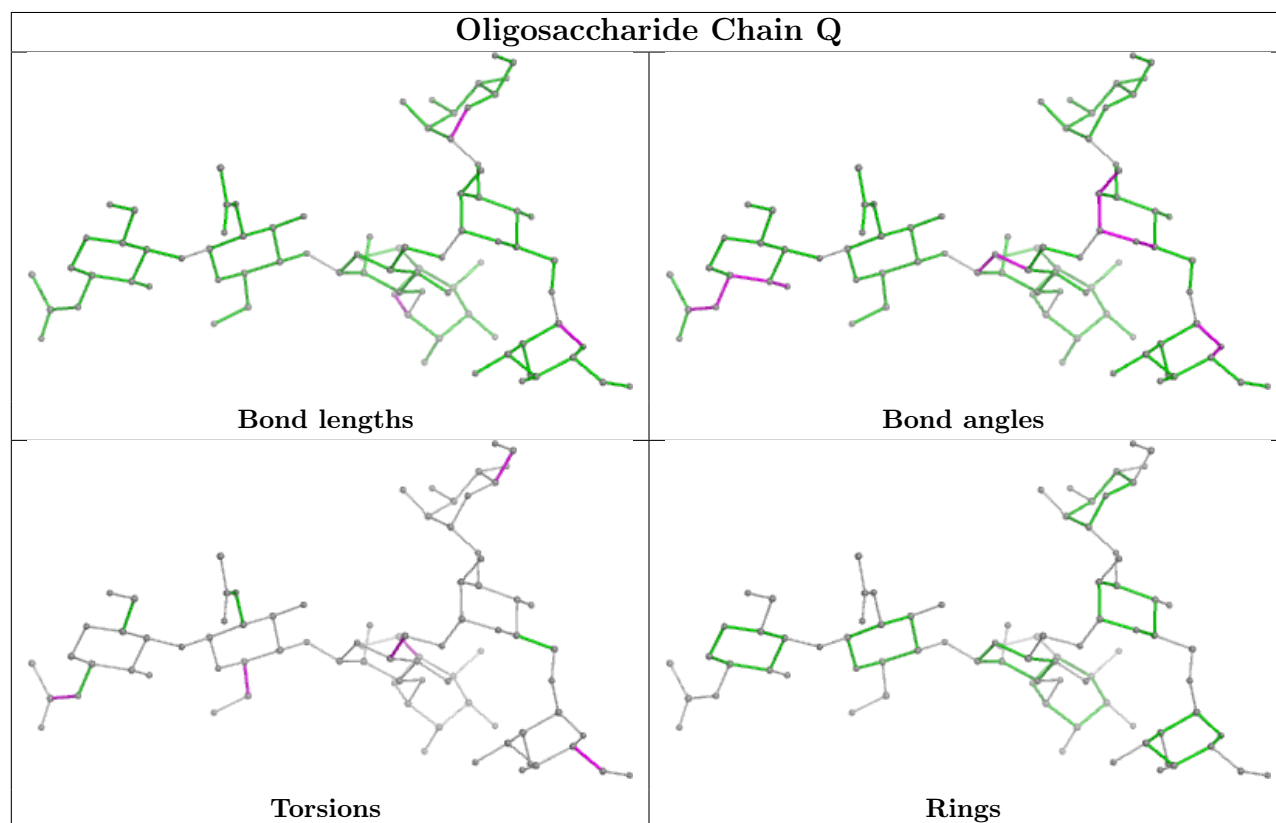 Oligosaccharide Chain Q
Bond lengths
Bond angles
Torsions
Rings